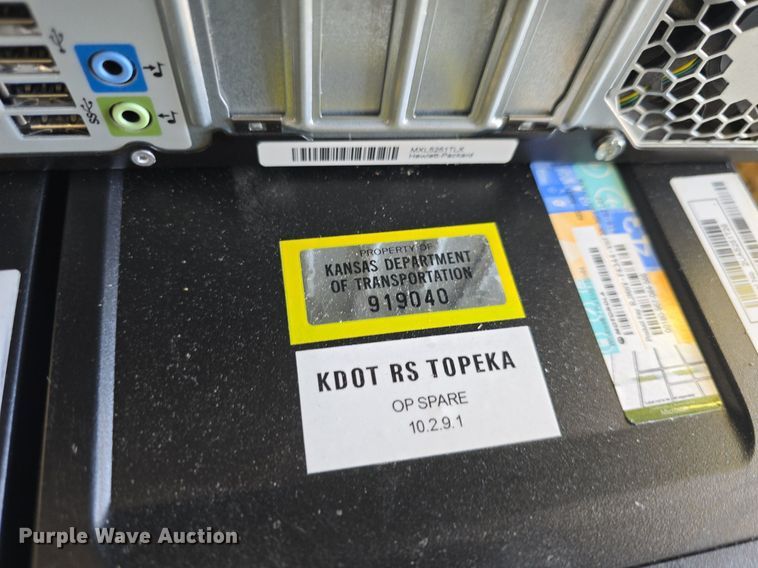 MXL5251TLX
Hewlett-Packard
PROPERTY OF
KANSAS DEPARTMENT
OF TRANSPORTATION
919040
KDOT RS TOPEKA
OP SPARE
10.2.9.1
Purple Wave Auction